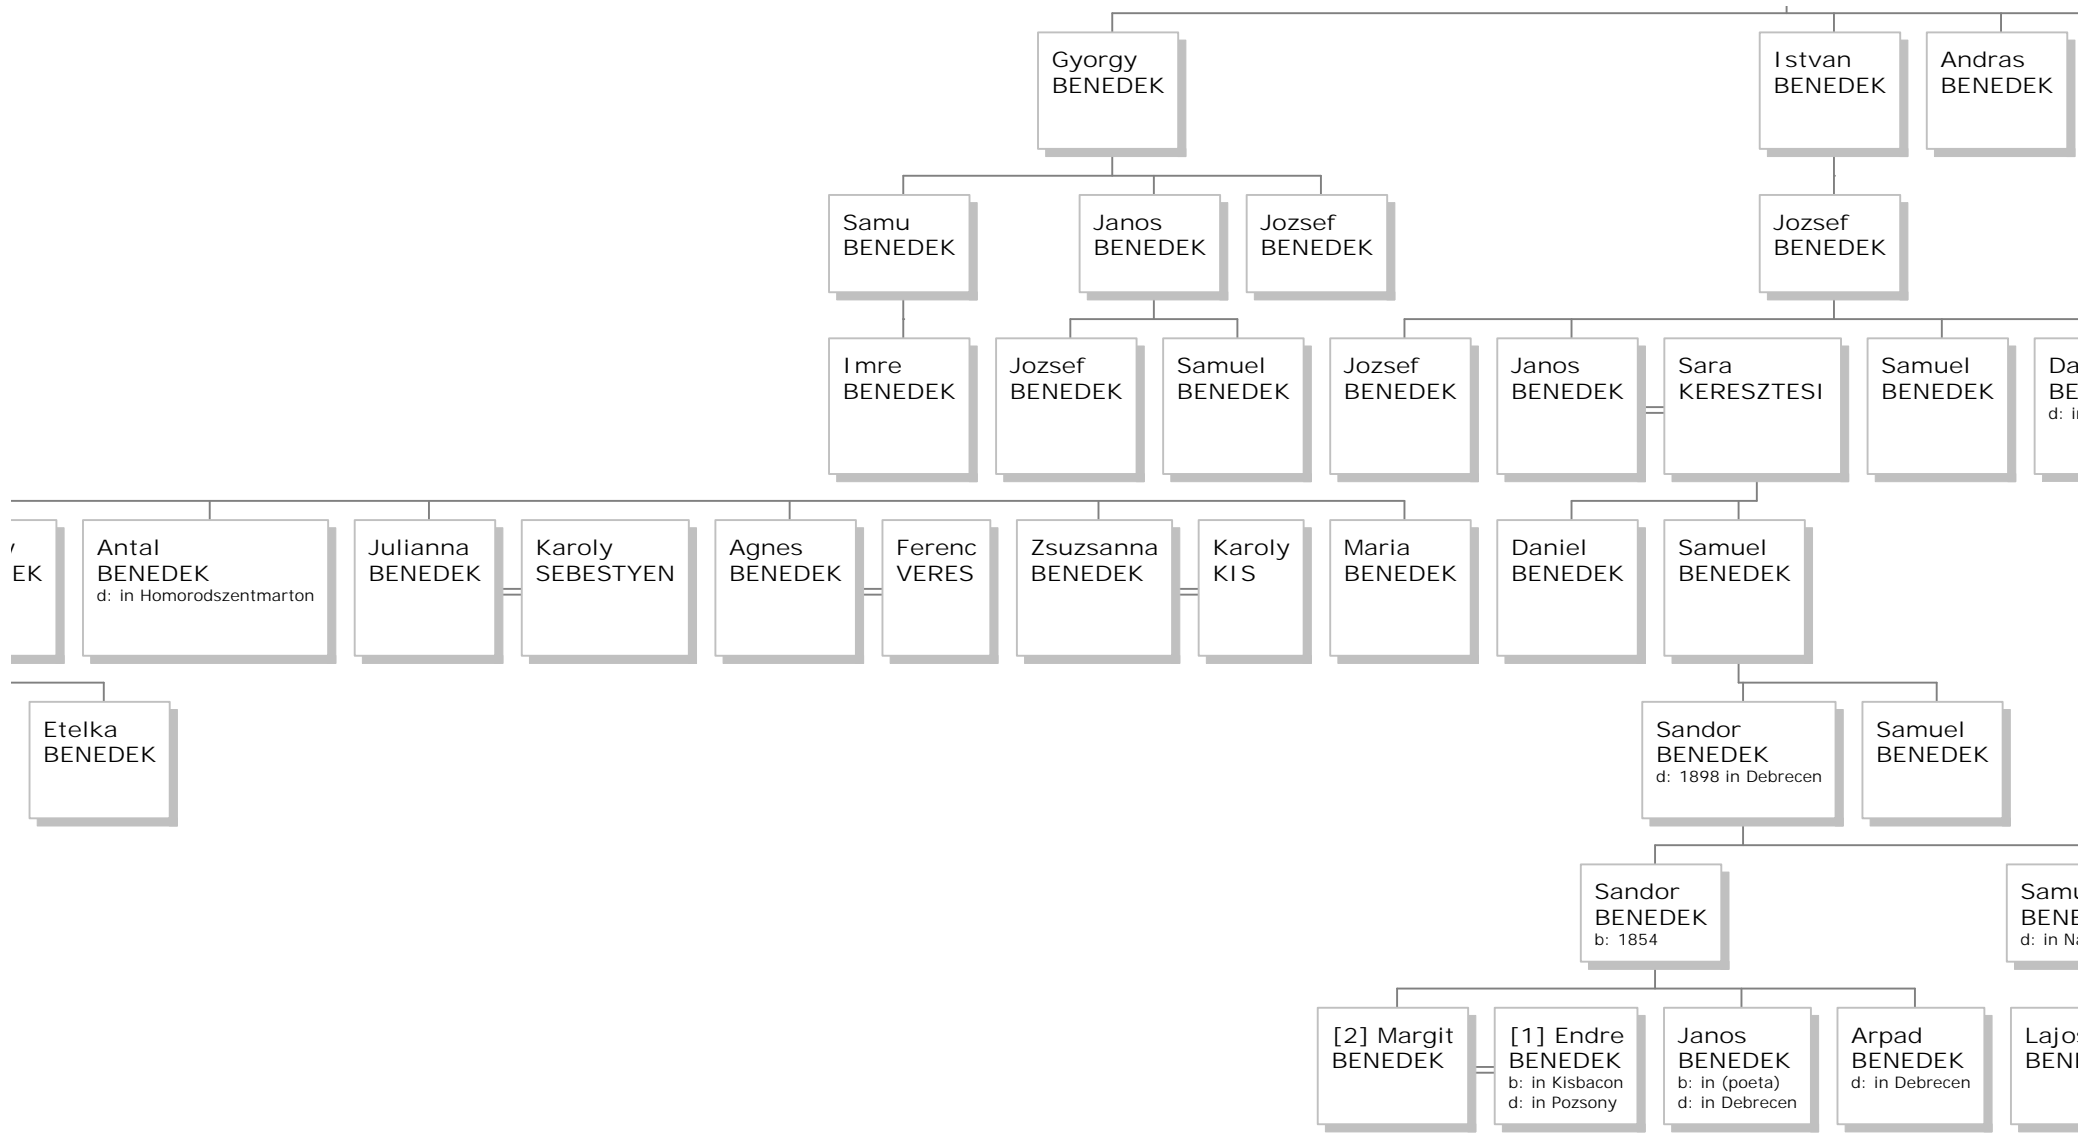 Gyorgy
BENEDEK
Istvan
BENEDEK
Andras
BENEDEK
Samu
BENEDEK
Janos
BENEDEK
Jozsef
BENEDEK
Jozsef
BENEDEK
Imre
BENEDEK
Jozsef
BENEDEK
Samuel
BENEDEK
Jozsef
BENEDEK
Janos
BENEDEK
Sara
KERESZTESI
Samuel
BENEDEK
d:
Antal
BENEDEK
d: in Homorodszentmarton
Julianna
BENEDEK
Karoly
SEBESTYEN
Agnes
BENEDEK
Ferenc
VERES
Zsuzsanna
BENEDEK
Karoly
KIS
Maria
BENEDEK
Daniel
BENEDEK
Samuel
BENEDEK
Etelka
BENEDEK
Sandor
BENEDEK
d: 1898 in Debrecen
Samuel
BENEDEK
Sandor
BENEDEK
b: 1854
d: in
[2] Margit
BENEDEK
[1] Endre
BENEDEK
b: in Kisbacon
d: in Pozsony
Janos
BENEDEK
b: in (poeta)
d: in Debrecen
Arpad
BENEDEK
d: in Debrecen